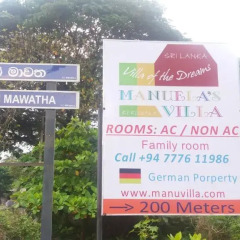 මාවත
MAWATHA
SRI LANKA
Villa of the Dreams
MANUELA'S
VILLA
ROOMS: AC / NON AC
Family room
Call +94 7776 11986
German Porperty
www.manuvilla.com
200 Meters